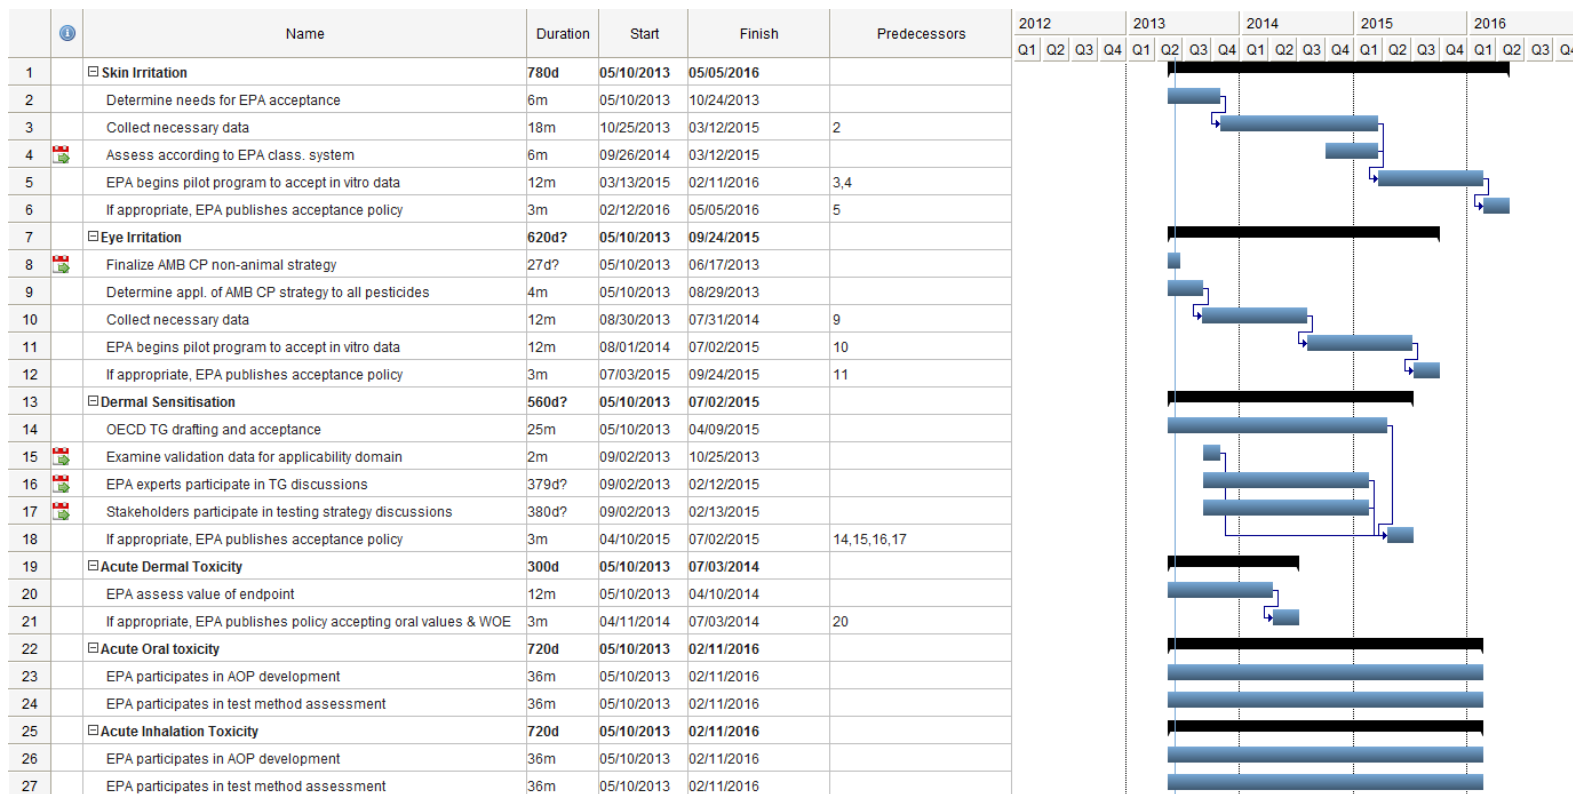 Name Duration Start Finish Predecessors 2012 2013 2014 2015 2016
Q1 Q2 Q3 Q4 Q1 Q2 Q3 Q4 Q1 Q2 Q3 Q4 Q1 Q2 Q3 Q4 Q1 Q2 Q3 Q4
1 Skin Irritation 780d 05/10/2013 05/05/2016
2 Determine needs for EPA acceptance 6m 05/10/2013 10/24/2013
3 Collect necessary data 18m 10/25/2013 03/12/2015 2
4 Assess according to EPA class. system 6m 09/26/2014 03/12/2015
5 EPA begins pilot program to accept in vitro data 12m 03/13/2015 02/11/2016 3,4
6 If appropriate, EPA publishes acceptance policy 3m 02/12/2016 05/05/2016 5
7 Eye Irritation 620d? 05/10/2013 09/24/2015
8 Finalize AMB CP non-animal strategy 27d? 05/10/2013 06/17/2013
9 Determine appl. of AMB CP strategy to all pesticides 4m 05/10/2013 08/29/2013
10 Collect necessary data 12m 08/30/2013 07/31/2014 9
11 EPA begins pilot program to accept in vitro data 12m 08/01/2014 07/02/2015 10
12 If appropriate, EPA publishes acceptance policy 3m 07/03/2015 09/24/2015 11
13 Dermal Sensitisation 560d? 05/10/2013 07/02/2015
14 OECD TG drafting and acceptance 25m 05/10/2013 04/09/2015
15 Examine validation data for applicability domain 2m 09/02/2013 10/25/2013
16 EPA experts participate in TG discussions 379d? 09/02/2013 02/12/2015
17 Stakeholders participate in testing strategy discussions 380d? 09/02/2013 02/13/2015
18 If appropriate, EPA publishes acceptance policy 3m 04/10/2015 07/02/2015 14,15,16,17
19 Acute Dermal Toxicity 300d 05/10/2013 07/03/2014
20 EPA assess value of endpoint 12m 05/10/2013 04/10/2014
21 If appropriate, EPA publishes policy accepting oral values & WOE 3m 04/11/2014 07/03/2014 20
22 Acute Oral toxicity 720d 05/10/2013 02/11/2016
23 EPA participates in AOP development 36m 05/10/2013 02/11/2016
24 EPA participates in test method assessment 36m 05/10/2013 02/11/2016
25 Acute Inhalation Toxicity 720d 05/10/2013 02/11/2016
26 EPA participates in AOP development 36m 05/10/2013 02/11/2016
27 EPA participates in test method assessment 36m 05/10/2013 02/11/2016